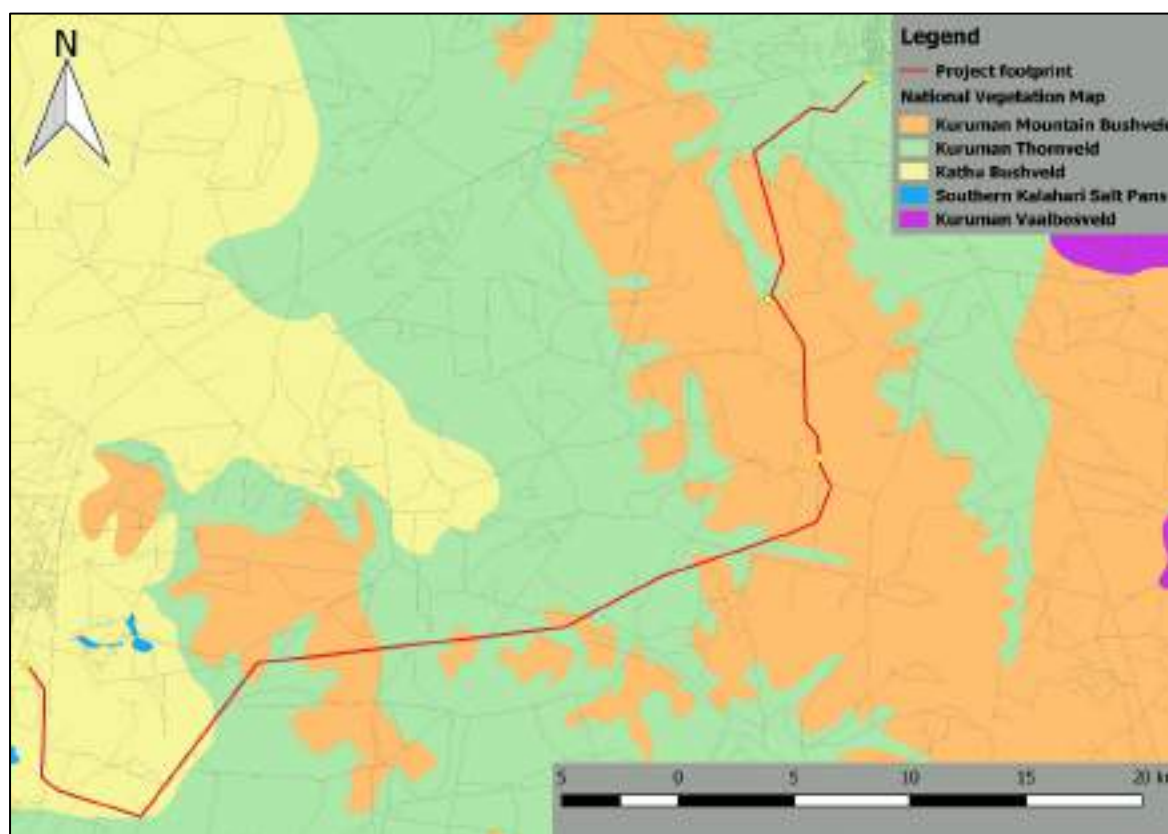 N
Legend
Project footprint
National Vegetation Map
Kuruman Mountain Bushveld
Kuruman Thornveld
Kathu Bushveld
Southern Kalahari Salt Pans
Kuruman Vaalbosveld
5 0 5 10 15 20 km